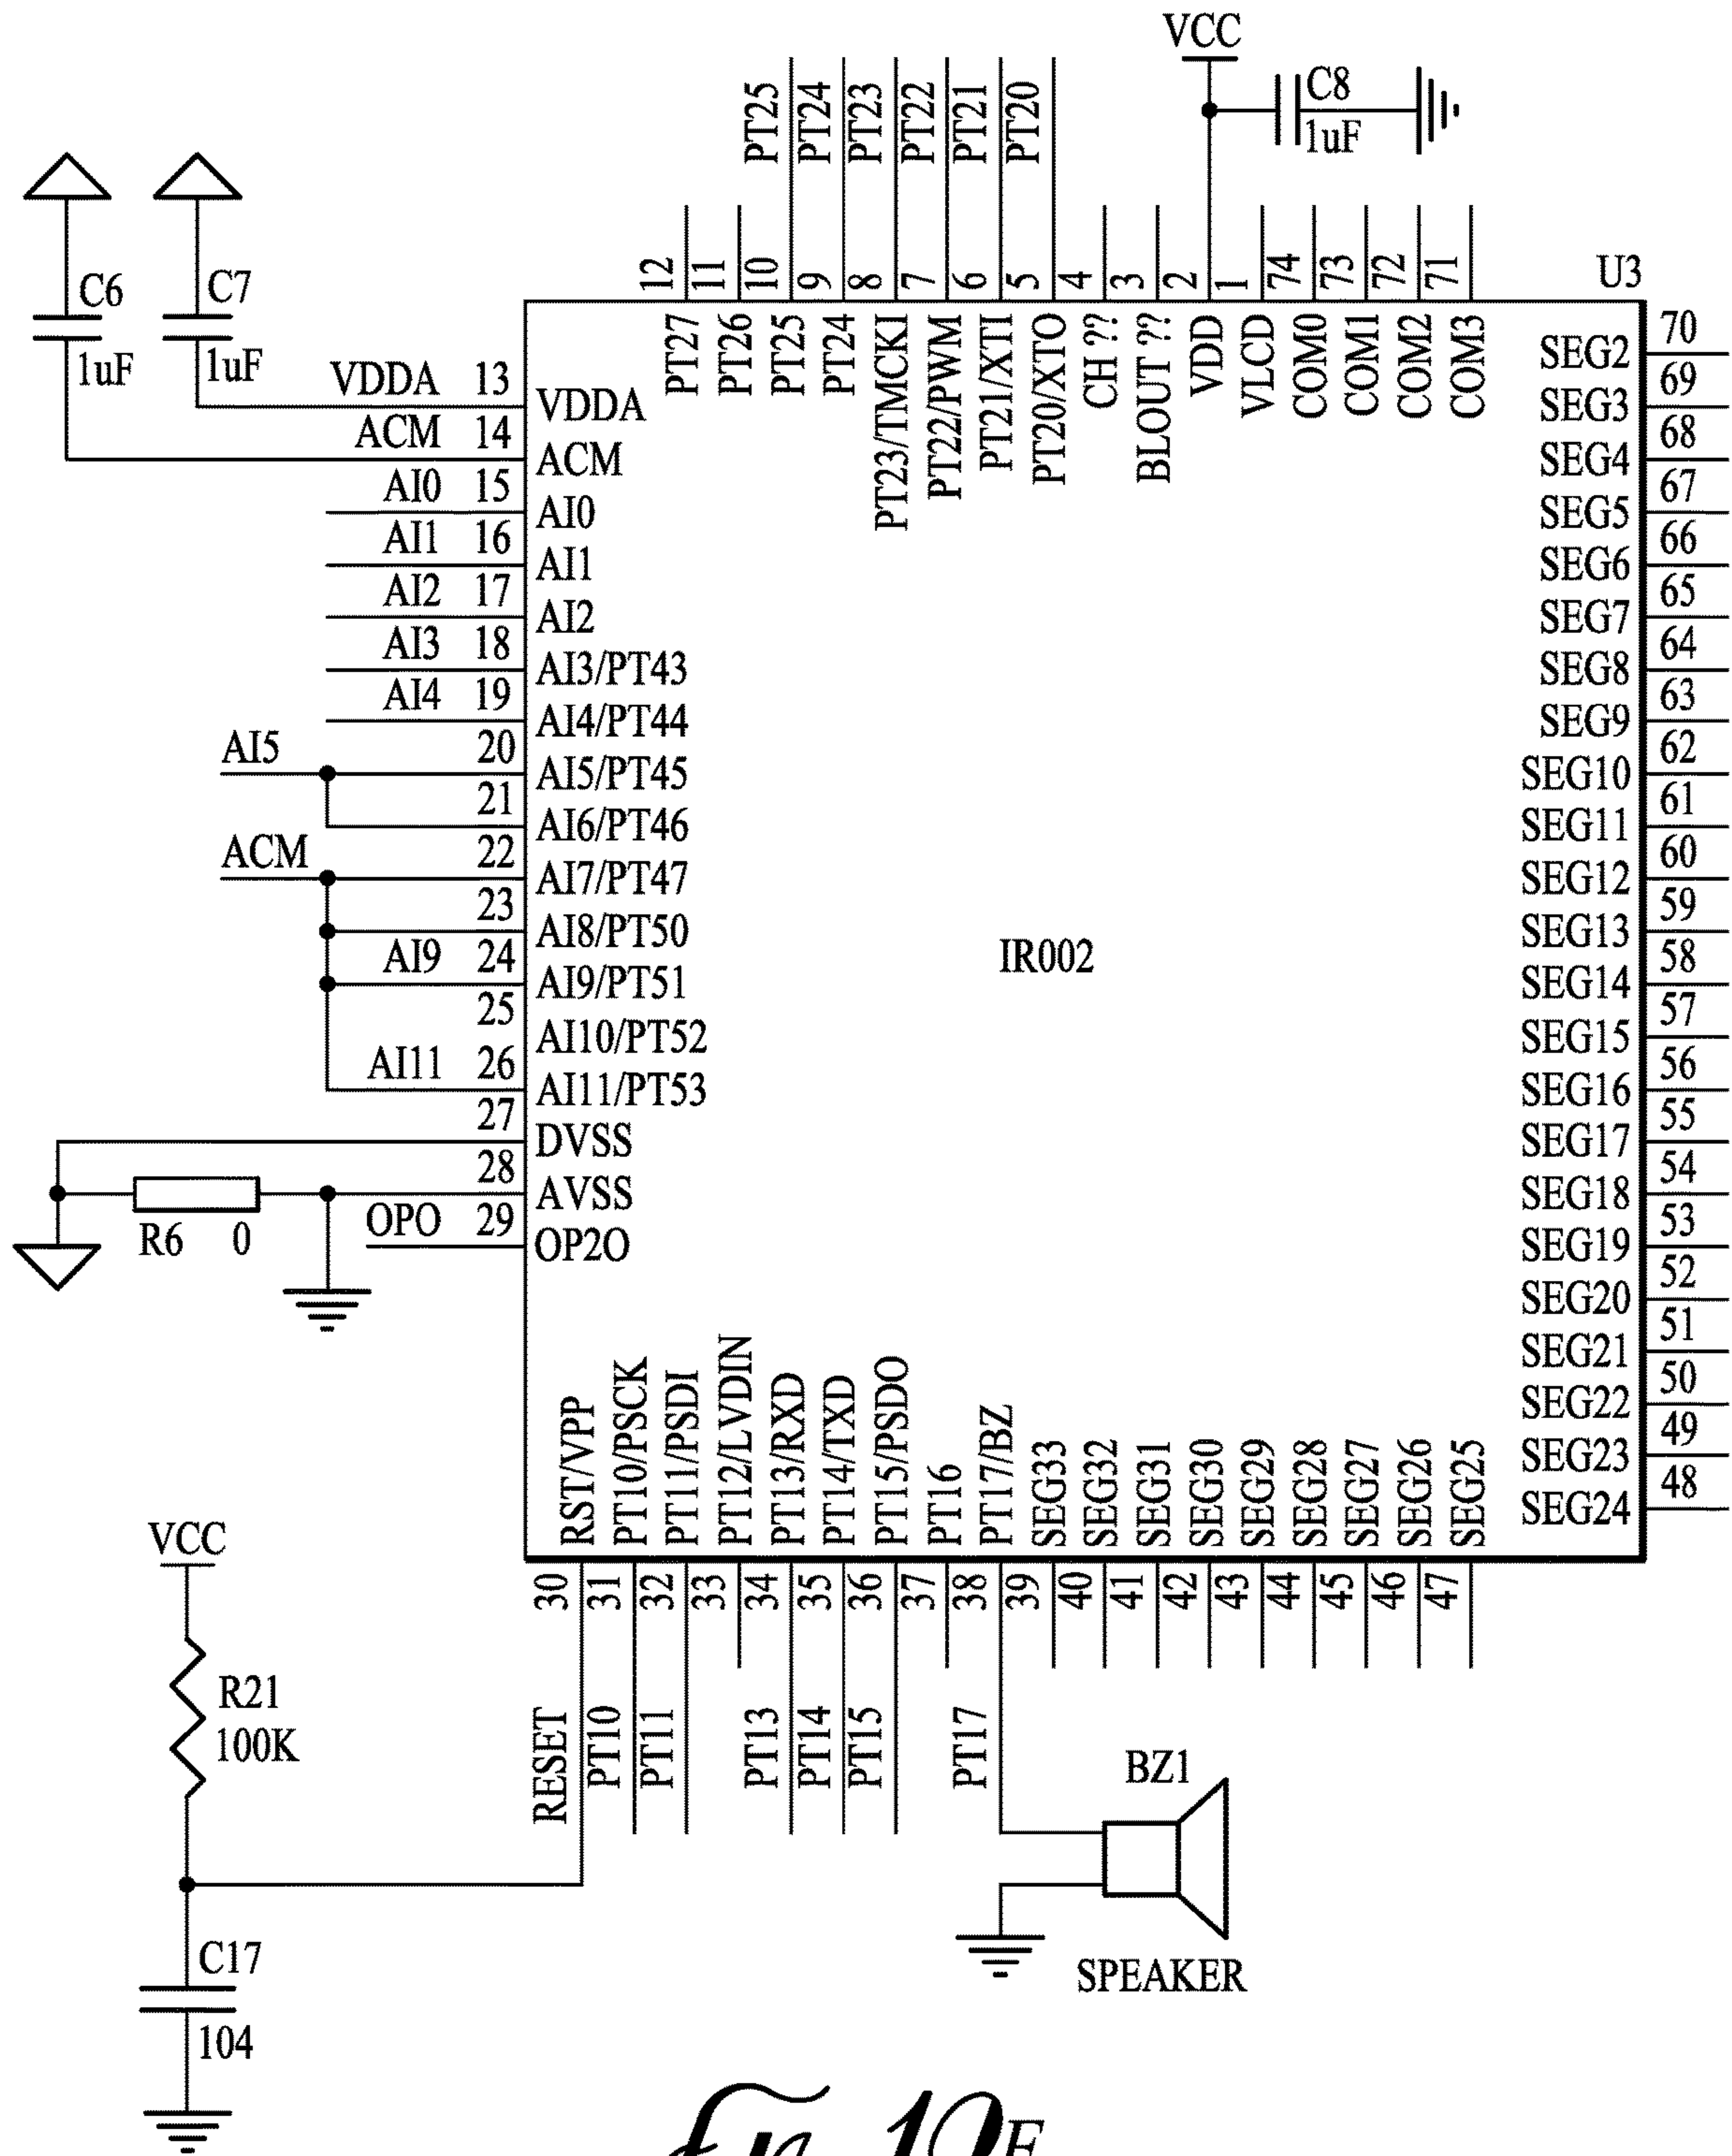 VCC
C8
1uF
PT25
PT24
PT23
PT22
PT21
PT20
C6
1uF
C7
1uF
12
11
10
9
8
7
6
5
4
3
2
1
74
73
72
71
U3
PT27
PT26
PT25
PT24
PT23/TMCKI
PT22/PWM
PT21/XTI
PT20/XTO
CH ??
BLOUT ??
VDD
VLCD
COM0
COM1
COM2
COM3
VDDA 13 VDDA
ACM 14 ACM
AI0 15 AI0
AI1 16 AI1
AI2 17 AI2
AI3 18 AI3/PT43
AI4 19 AI4/PT44
AI5 20 AI5/PT45
21 AI6/PT46
ACM 22 AI7/PT47
23 AI8/PT50
AI9 24 AI9/PT51
25 AI10/PT52
AI11 26 AI11/PT53
27 DVSS
28 AVSS
R6 0
OPO 29 OP2O
IR002
SEG2 70
SEG3 69
SEG4 68
SEG5 67
SEG6 66
SEG7 65
SEG8 64
SEG9 63
SEG10 62
SEG11 61
SEG12 60
SEG13 59
SEG14 58
SEG15 57
SEG16 56
SEG17 55
SEG18 54
SEG19 53
SEG20 52
SEG21 51
SEG22 50
SEG23 49
SEG24 48
RST/VPP
PT10/PSCK
PT11/PSDI
PT12/LVDIN
PT13/RXD
PT14/TXD
PT15/PSDO
PT16
PT17/BZ
SEG33
SEG32
SEG31
SEG30
SEG29
SEG28
SEG27
SEG26
SEG25
30
31
32
33
34
35
36
37
38
39
40
41
42
43
44
45
46
47
VCC
R21
100K
RESET
PT10
PT11
PT13
PT14
PT15
PT17
BZ1
SPEAKER
C17
104